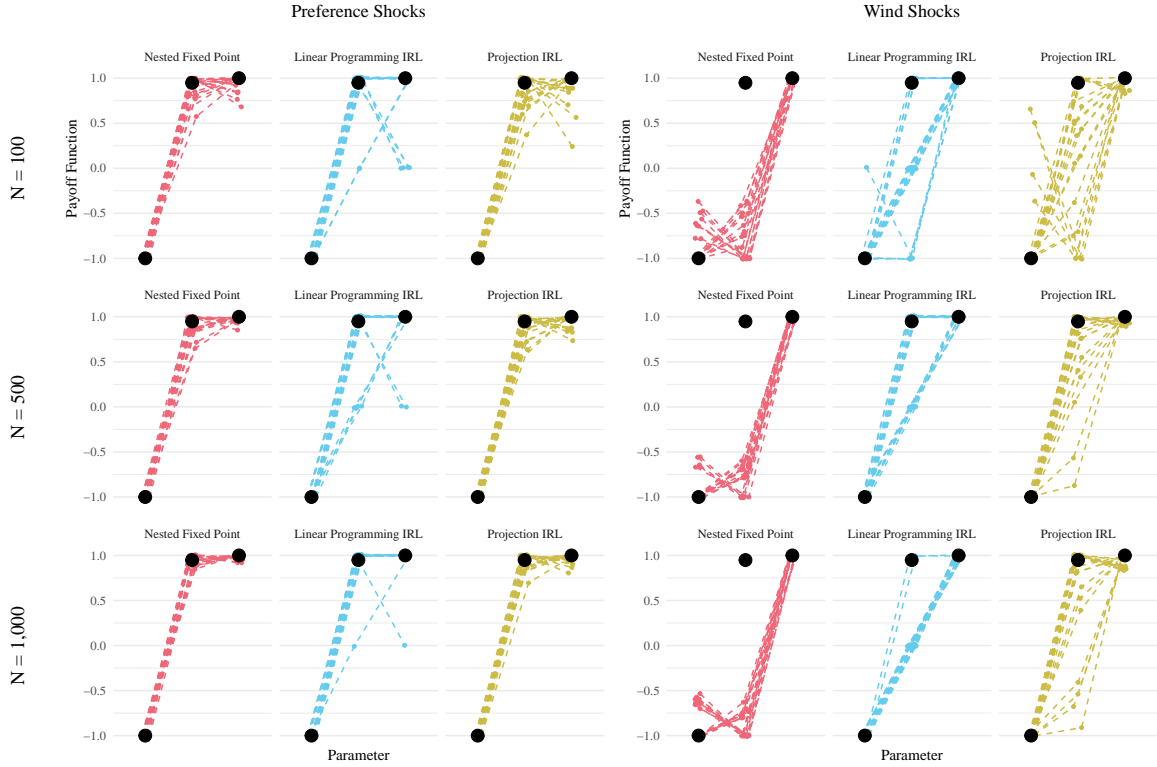 Preference Shocks
Wind Shocks
N = 100
Payoff Function
Nested Fixed Point
Linear Programming IRL
Projection IRL
1.0
0.5
0.0
−0.5
−1.0
Payoff Function
Nested Fixed Point
Linear Programming IRL
Projection IRL
1.0
0.5
0.0
−0.5
−1.0
N = 500
Nested Fixed Point
Linear Programming IRL
Projection IRL
1.0
0.5
0.0
−0.5
−1.0
Nested Fixed Point
Linear Programming IRL
Projection IRL
1.0
0.5
0.0
−0.5
−1.0
N = 1,000
Nested Fixed Point
Linear Programming IRL
Projection IRL
1.0
0.5
0.0
−0.5
−1.0
Nested Fixed Point
Linear Programming IRL
Projection IRL
1.0
0.5
0.0
−0.5
−1.0
Parameter
Parameter